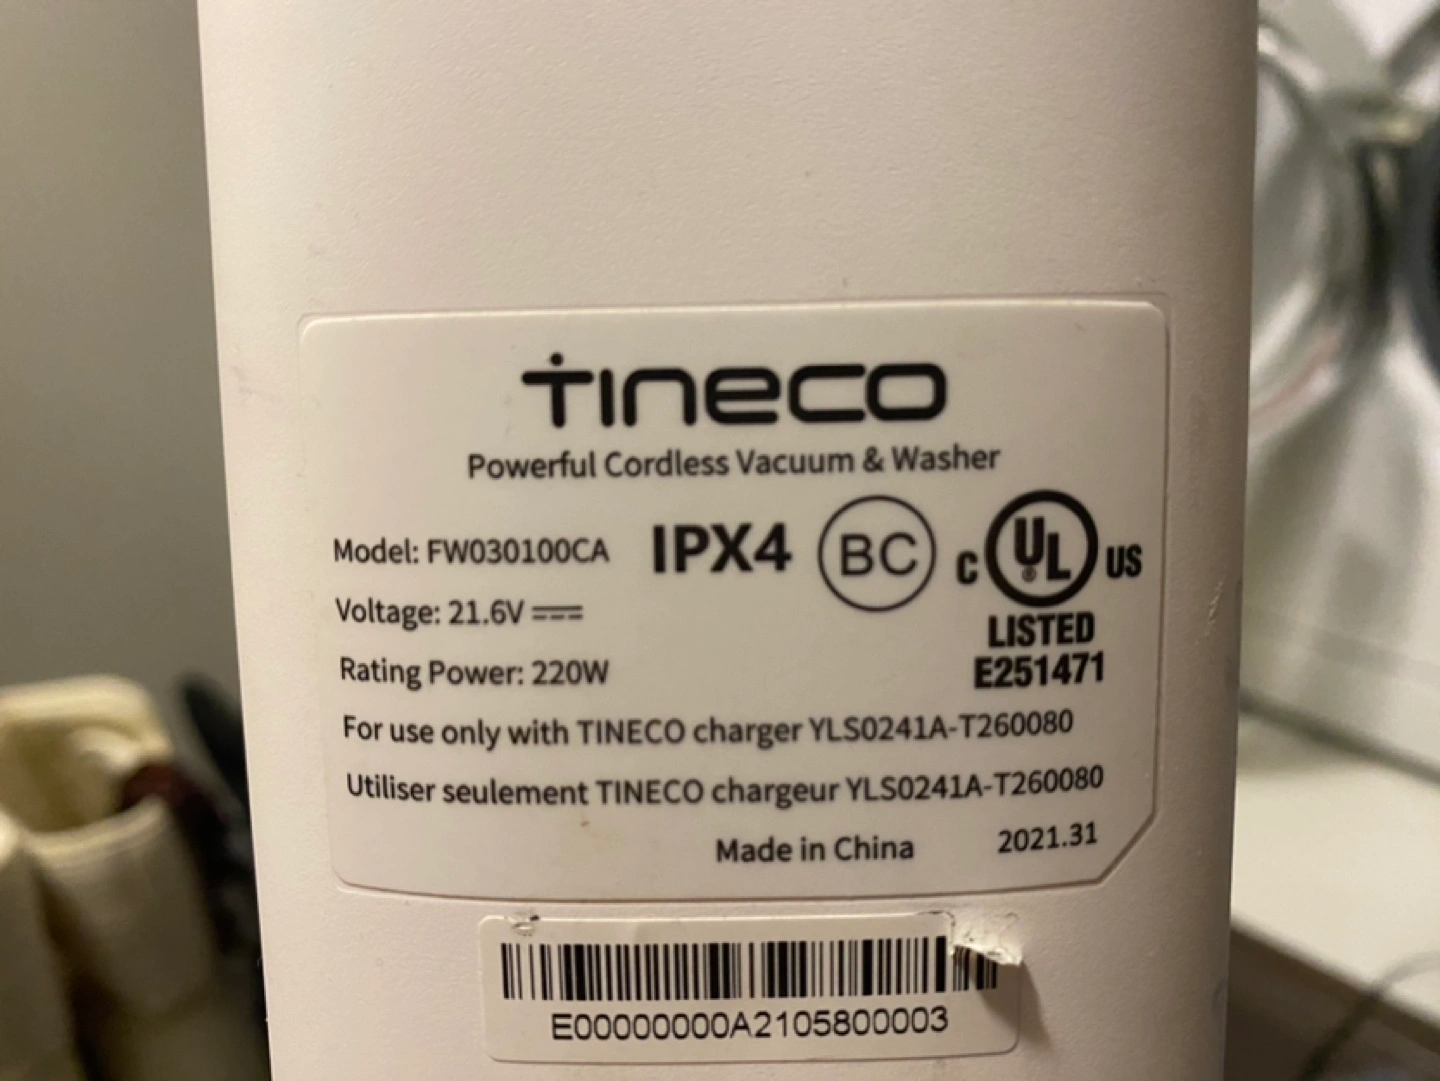 TINECO
Powerful Cordless Vacuum & Washer
Model: FW030100CA IPX4 BC C UL® US
LISTED
E251471
Voltage: 21.6V
Rating Power: 220W
For use only with TINECO charger YLS0241A-T260080
Utiliser seulement TINECO chargeur YLS0241A-T260080
Made in China 2021.31
E00000000A2105800003